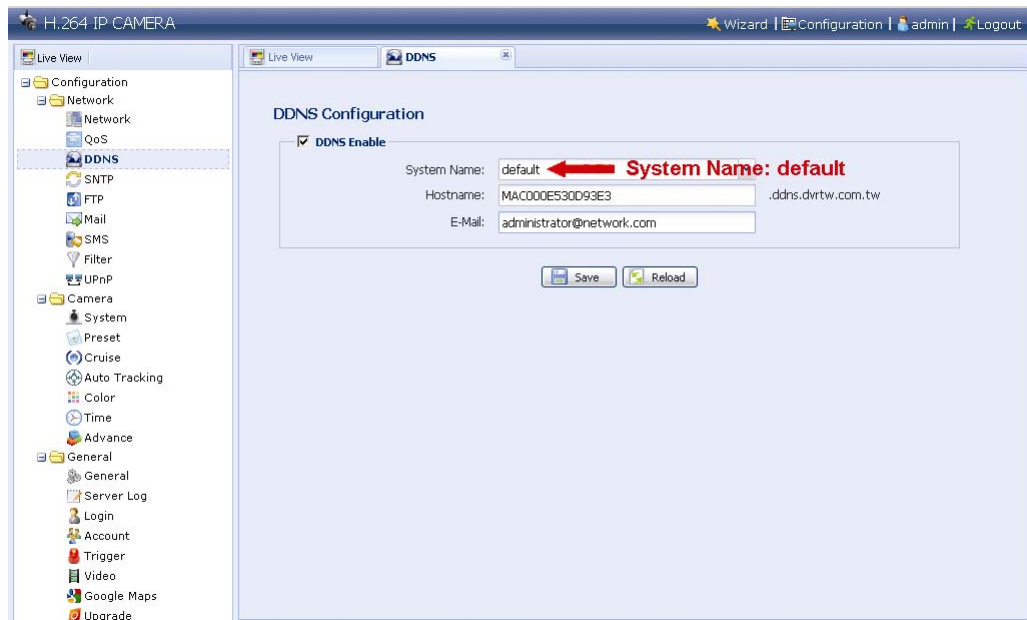 H.264 IP CAMERA
Wizard | Configuration | admin | Logout
Live View
Configuration
Network
Network
QoS
DDNS
SNTP
FTP
Mail
SMS
Filter
UPnP
Camera
System
Preset
Cruise
Auto Tracking
Color
Time
Advance
General
General
Server Log
Login
Account
Trigger
Video
Google Maps
Upgrade
Live View
DDNS
DDNS Configuration
DDNS Enable
System Name: default System Name: default
Hostname: MAC000E530D93E3 .ddns.dvrtw.com.tw
E-Mail: administrator@network.com
Save Reload